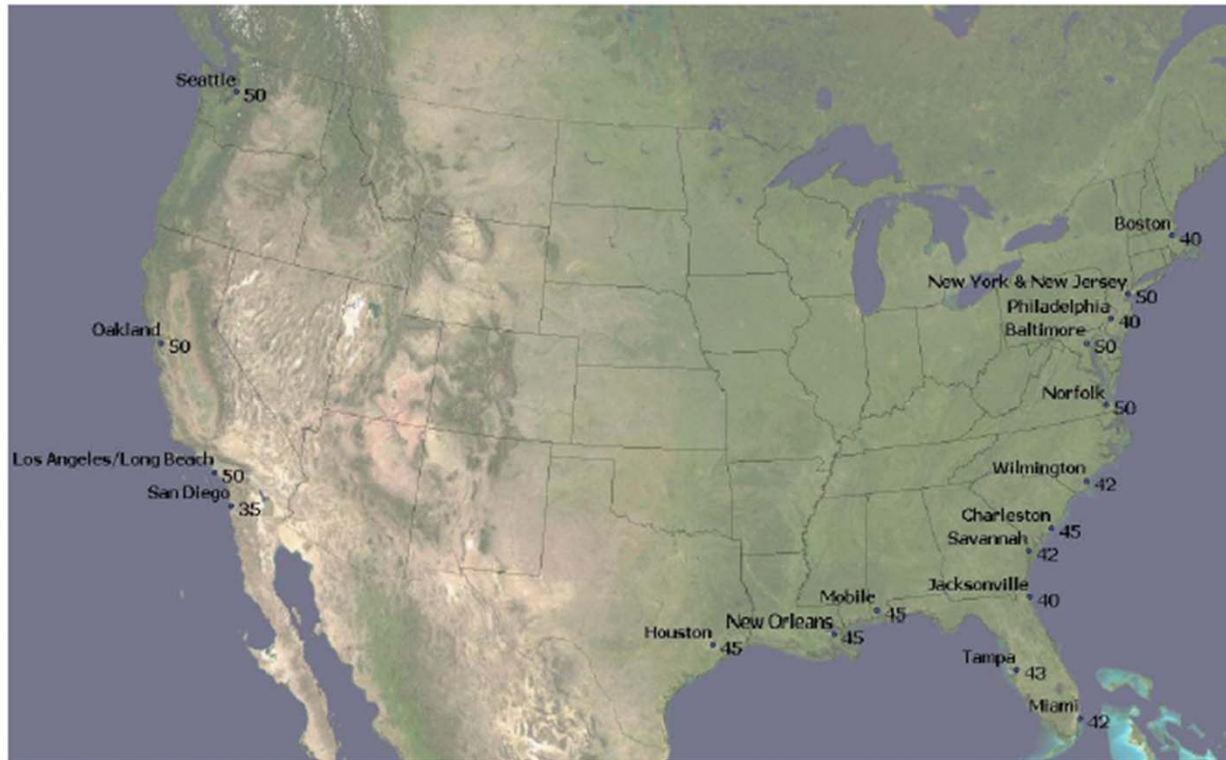 Seattle
50
Boston
40
New York & New Jersey
50
Philadelphia
40
Oakland
50
Baltimore
50
Norfolk
50
Los Angeles/Long Beach
50
Wilmington
42
San Diego
35
Charleston
45
Savannah
42
Jacksonville
40
Mobile
45
New Orleans
45
Houston
45
Tampa
43
Miami
42